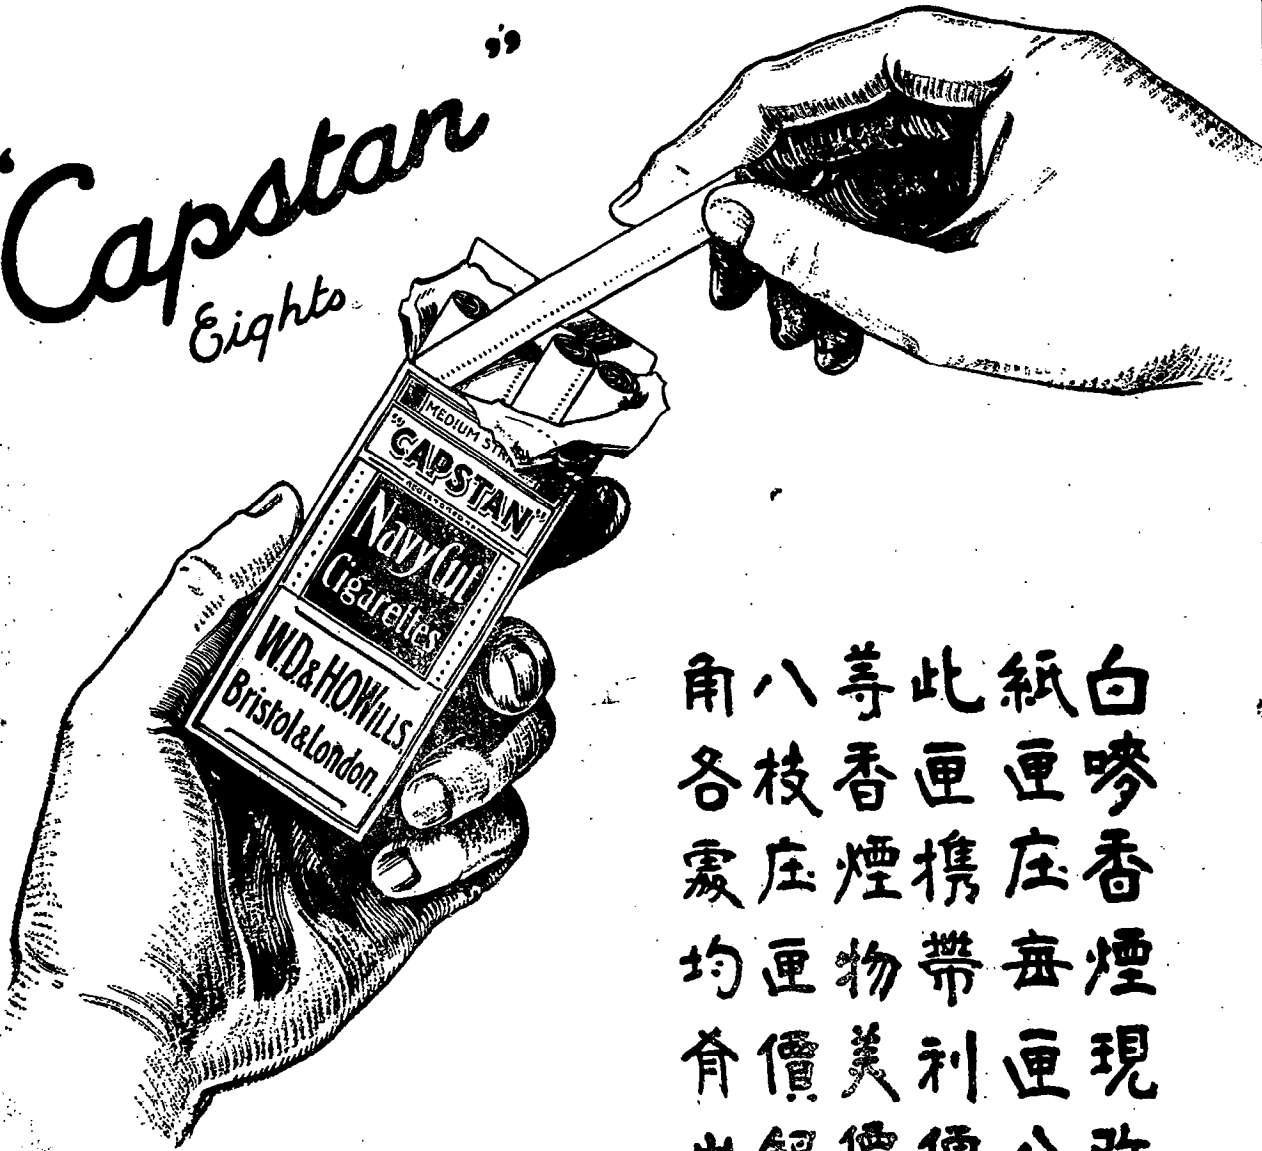 "Capstan"
Eights
MEDIUM
"CAPSTAN"
Navy Cut
Cigarettes
W.D.&H.O.WILLS.
Bristol&London.
白嘜香煙現
紙匣庄每匣
此匣携帶利
等香煙物美
八枝庄匣價
角各處均有